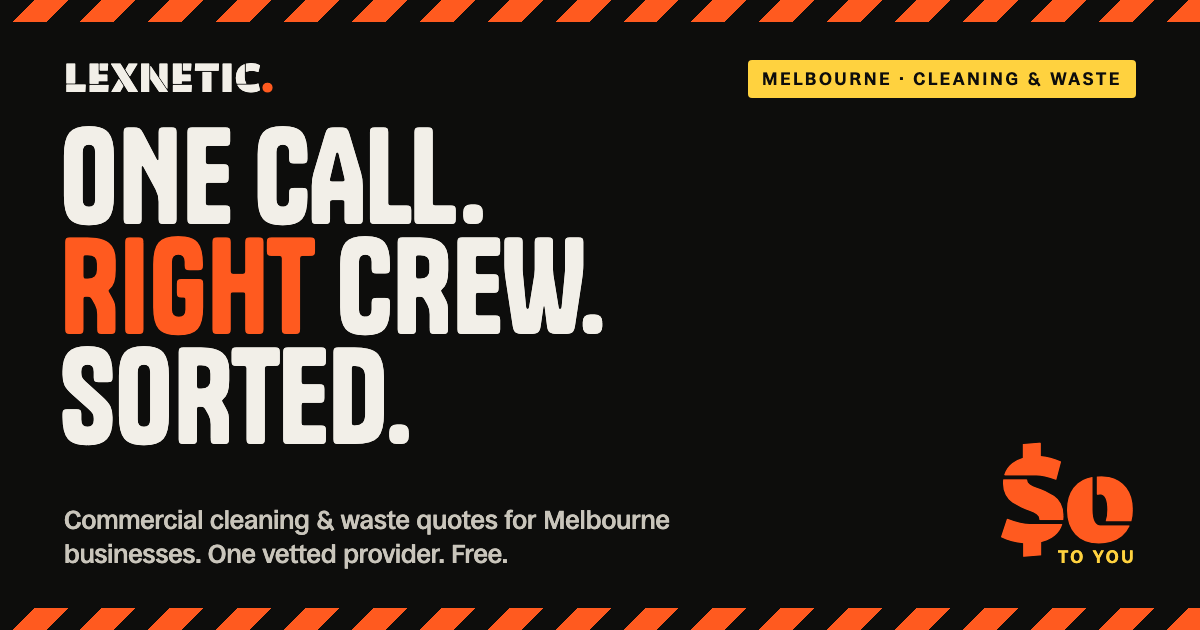 LEXNETIC.
MELBOURNE · CLEANING & WASTE
ONE CALL.
RIGHT CREW.
SORTED.
Commercial cleaning & waste quotes for Melbourne
businesses. One vetted provider. Free.
$0
TO YOU